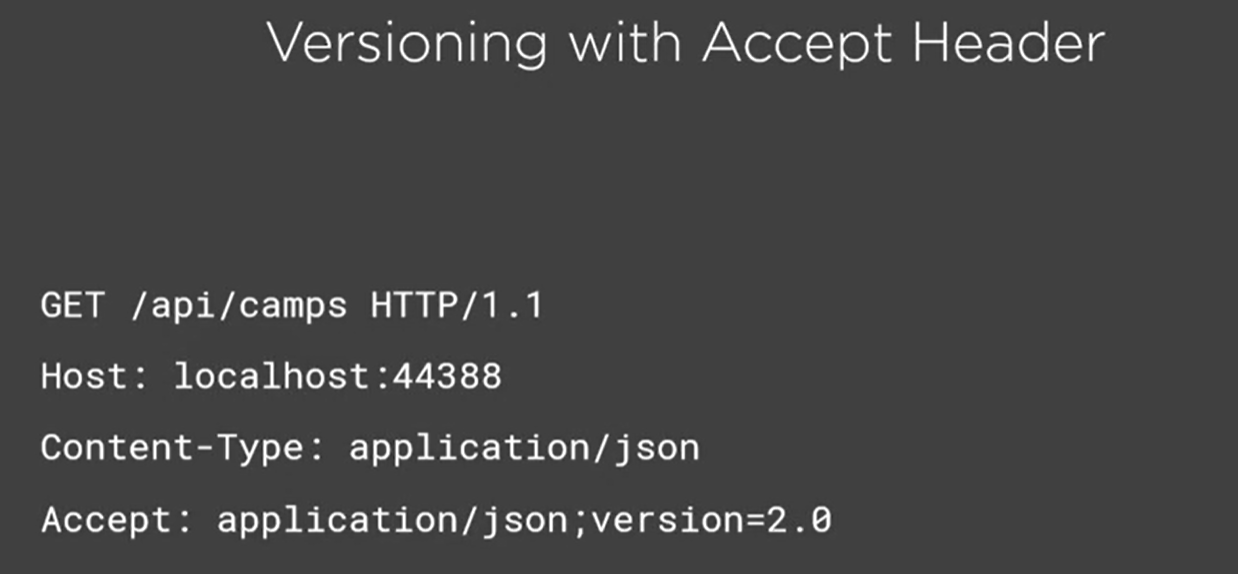 Versioning with Accept Header
GET /api/camps HTTP/1.1
Host: localhost:44388
Content-Type: application/json
Accept: application/json;version=2.0